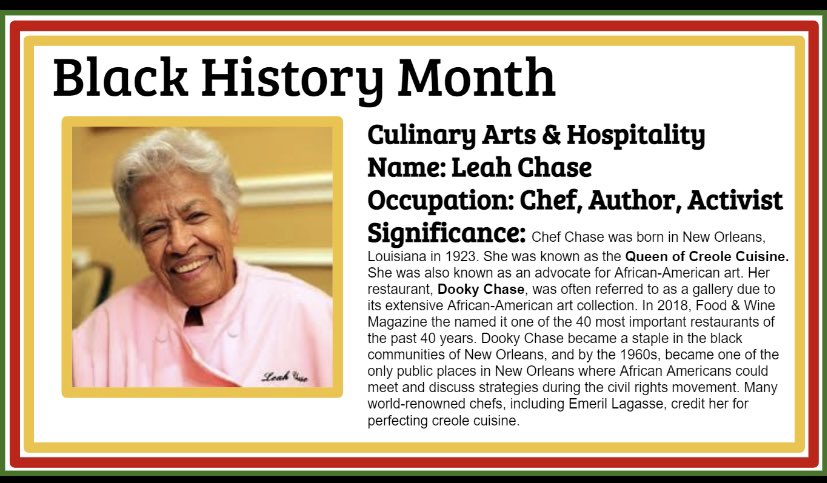 Black History Month
Culinary Arts & Hospitality
Name: Leah Chase
Occupation: Chef, Author, Activist
Significance: Chef Chase was born in New Orleans,
Louisiana in 1923. She was known as the Queen of Creole Cuisine.
She was also known as an advocate for African-American art. Her
restaurant, Dooky Chase, was often referred to as a gallery due to
its extensive African-American art collection. In 2018, Food & Wine
Magazine the named it one of the 40 most important restaurants of
the past 40 years. Dooky Chase became a staple in the black
communities of New Orleans, and by the 1960s, became one of the
only public places in New Orleans where African Americans could
meet and discuss strategies during the civil rights movement. Many
world-renowned chefs, including Emeril Lagasse, credit her for
perfecting creole cuisine.
Leah Chase